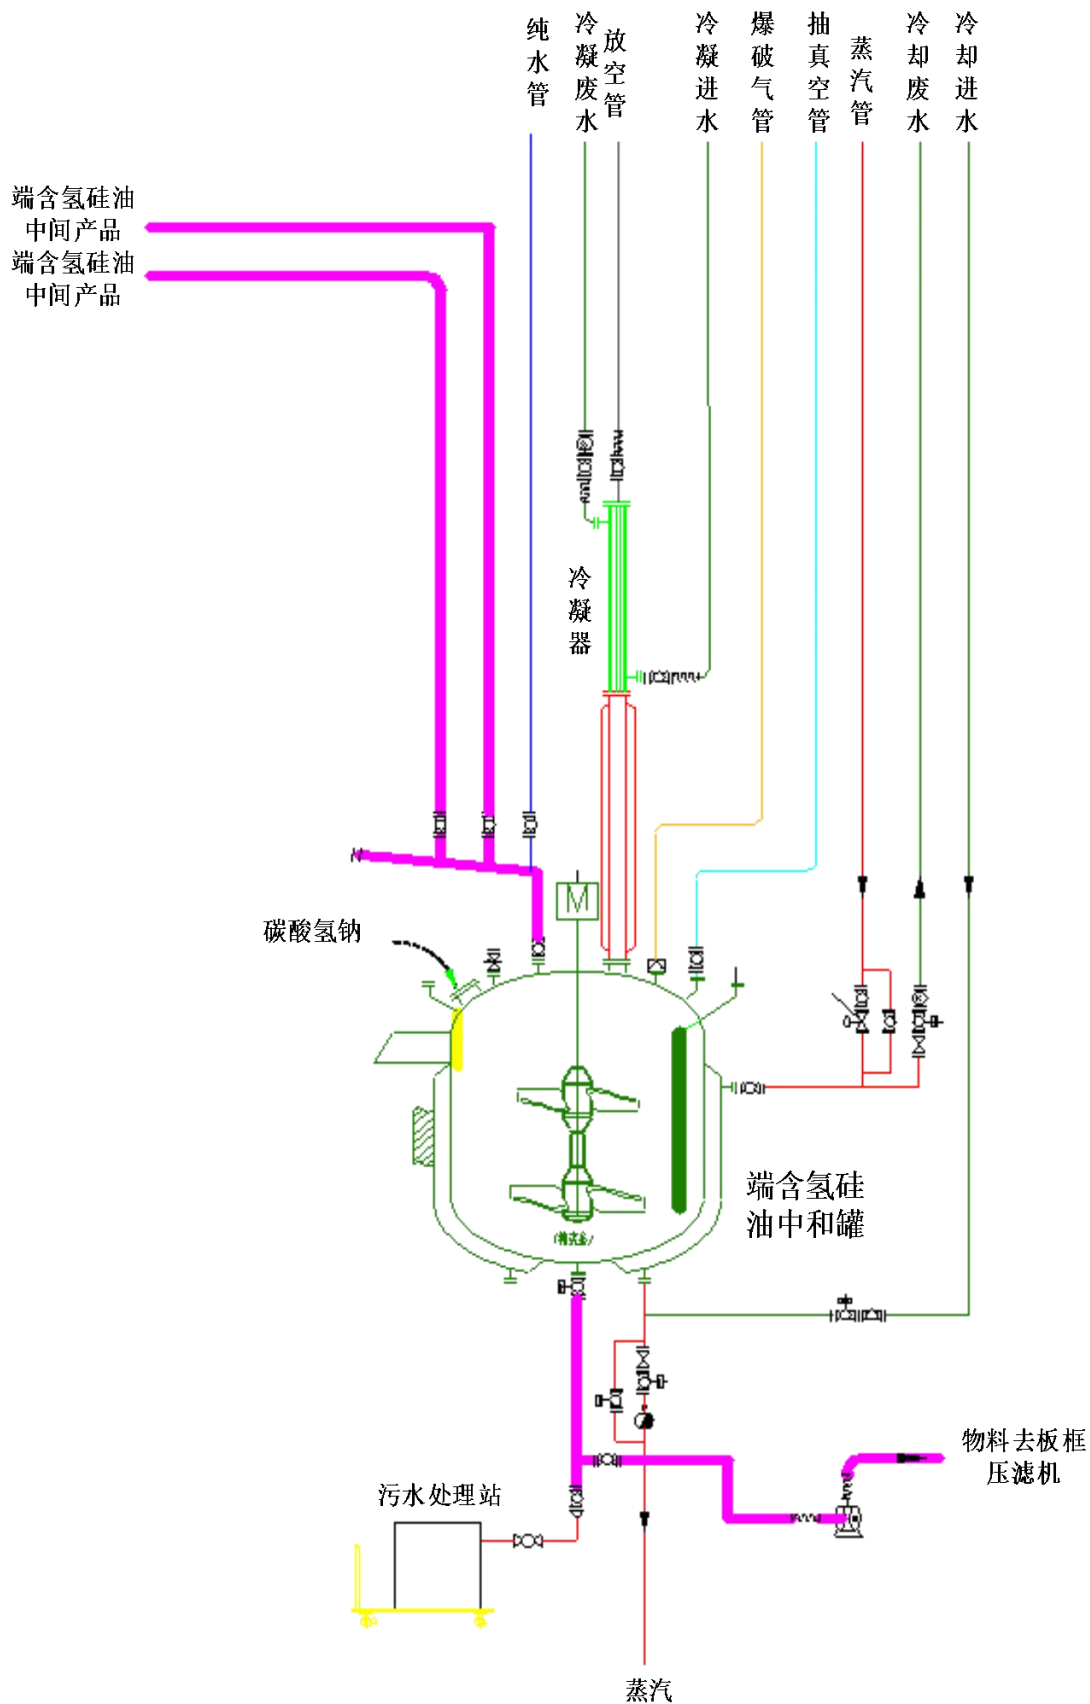 纯水管
冷凝废水
放空管
冷凝进水
爆破气管
抽真空管
蒸汽管
冷却废水
冷却进水
端含氢硅油
中间产品
端含氢硅油
中间产品
冷凝器
M
碳酸氢钠
端含氢硅
油中和罐
物料去板框
压滤机
污水处理站
蒸汽